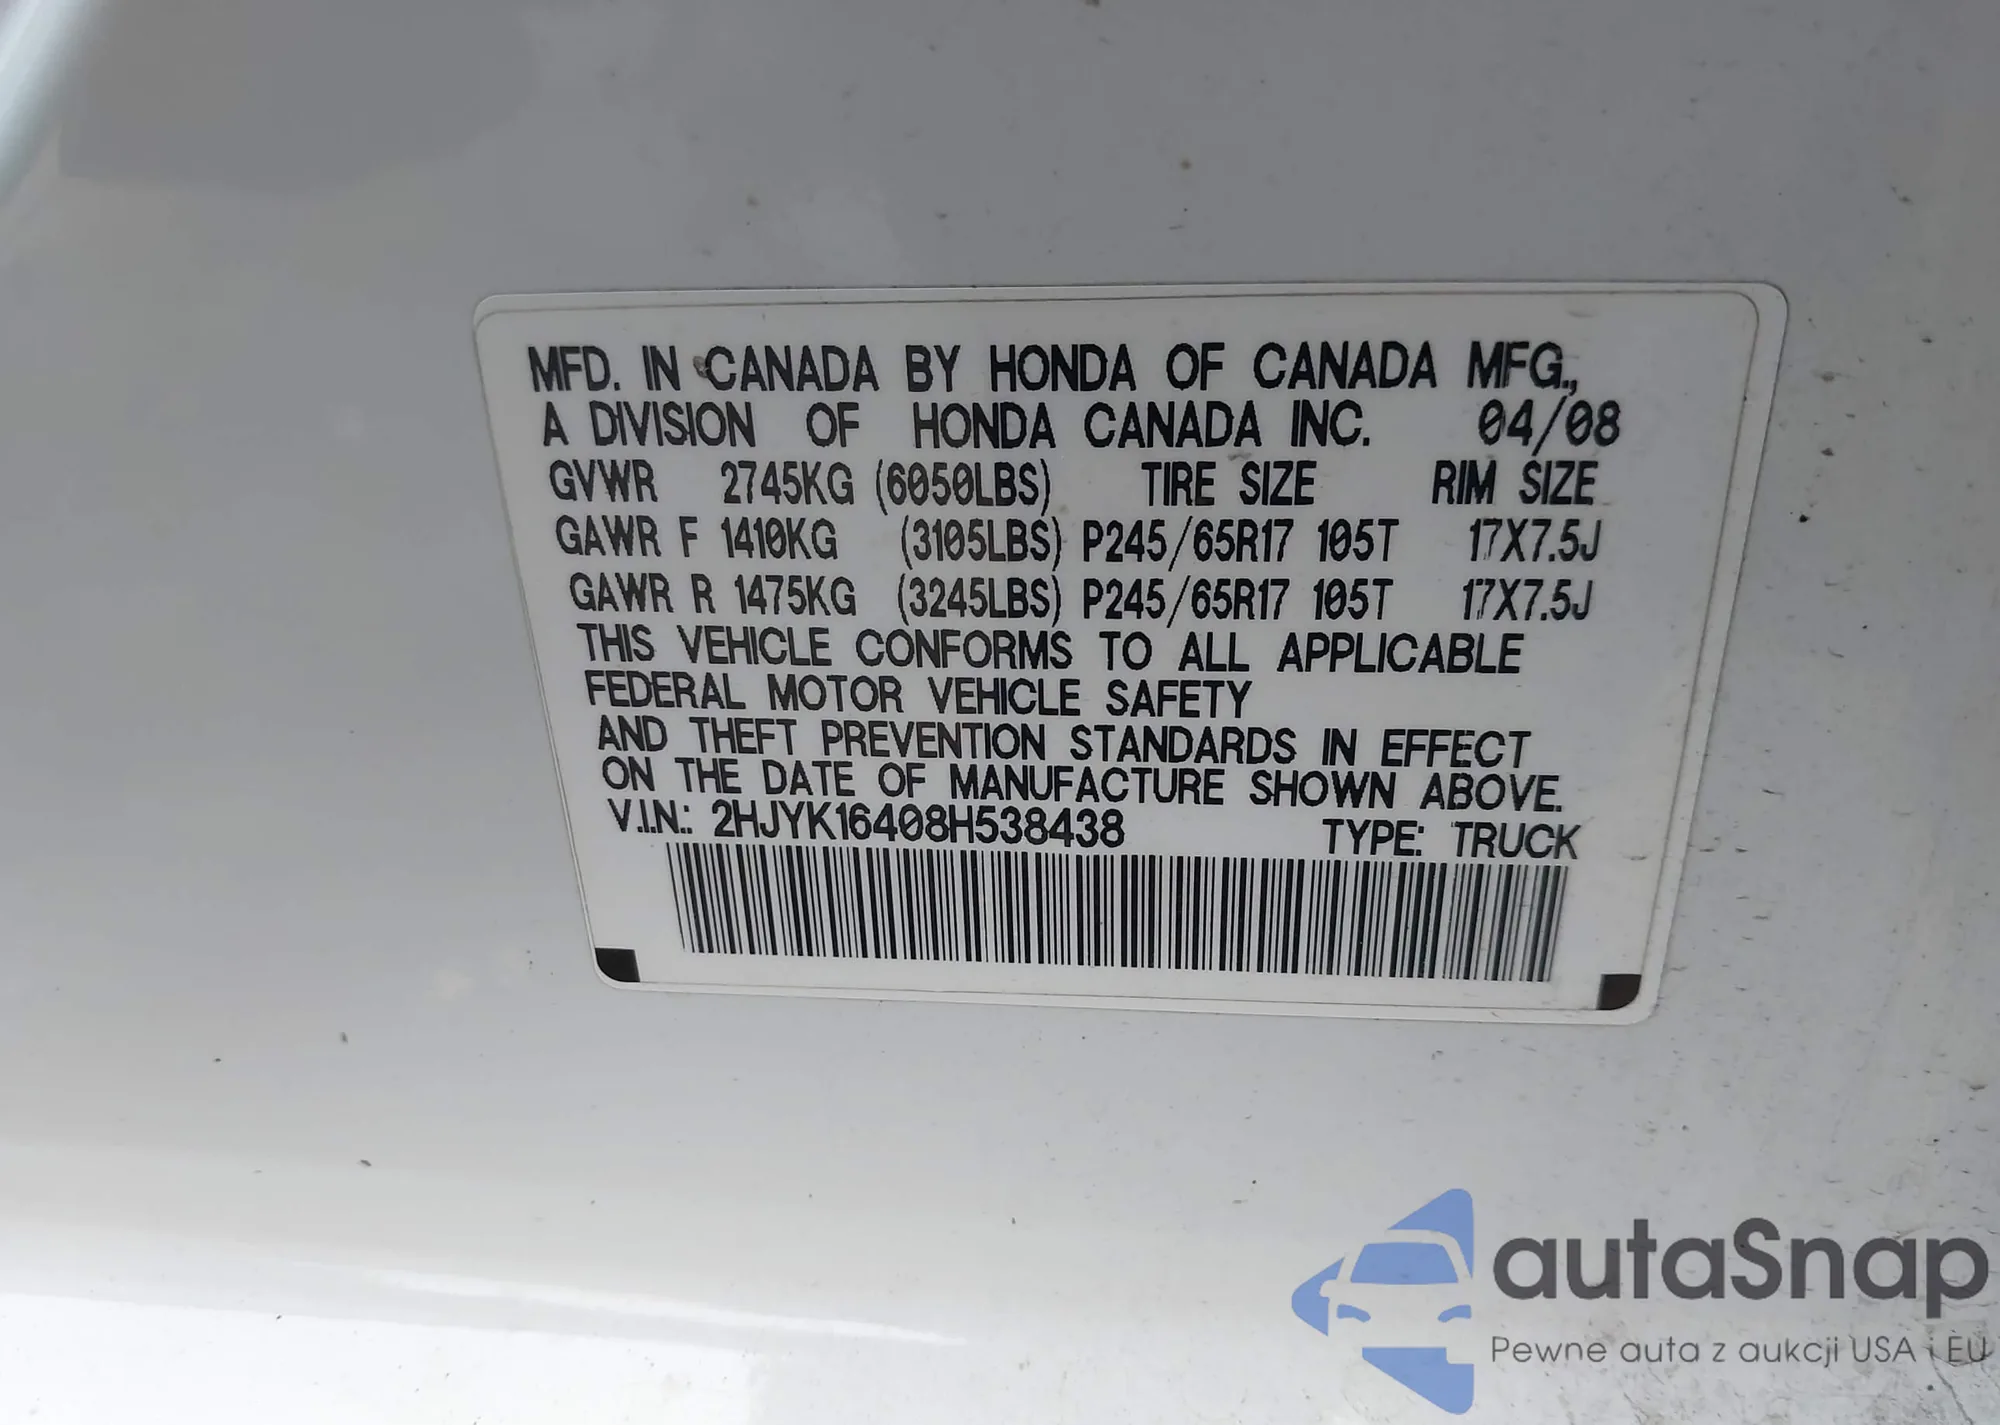 MFD. IN CANADA BY HONDA OF CANADA MFG.,
A DIVISION OF HONDA CANADA INC. 04/08
GVWR 2745KG (6050LBS) TIRE SIZE RIM SIZE
GAWR F 1410KG (3105LBS) P245/65R17 105T 17X7.5J
GAWR R 1475KG (3245LBS) P245/65R17 105T 17X7.5J
THIS VEHICLE CONFORMS TO ALL APPLICABLE
FEDERAL MOTOR VEHICLE SAFETY
AND THEFT PREVENTION STANDARDS IN EFFECT
ON THE DATE OF MANUFACTURE SHOWN ABOVE.
V.I.N.: 2HJYK16408H538438 TYPE: TRUCK
autaSnap
Pewne auta z aukcji USA i EU